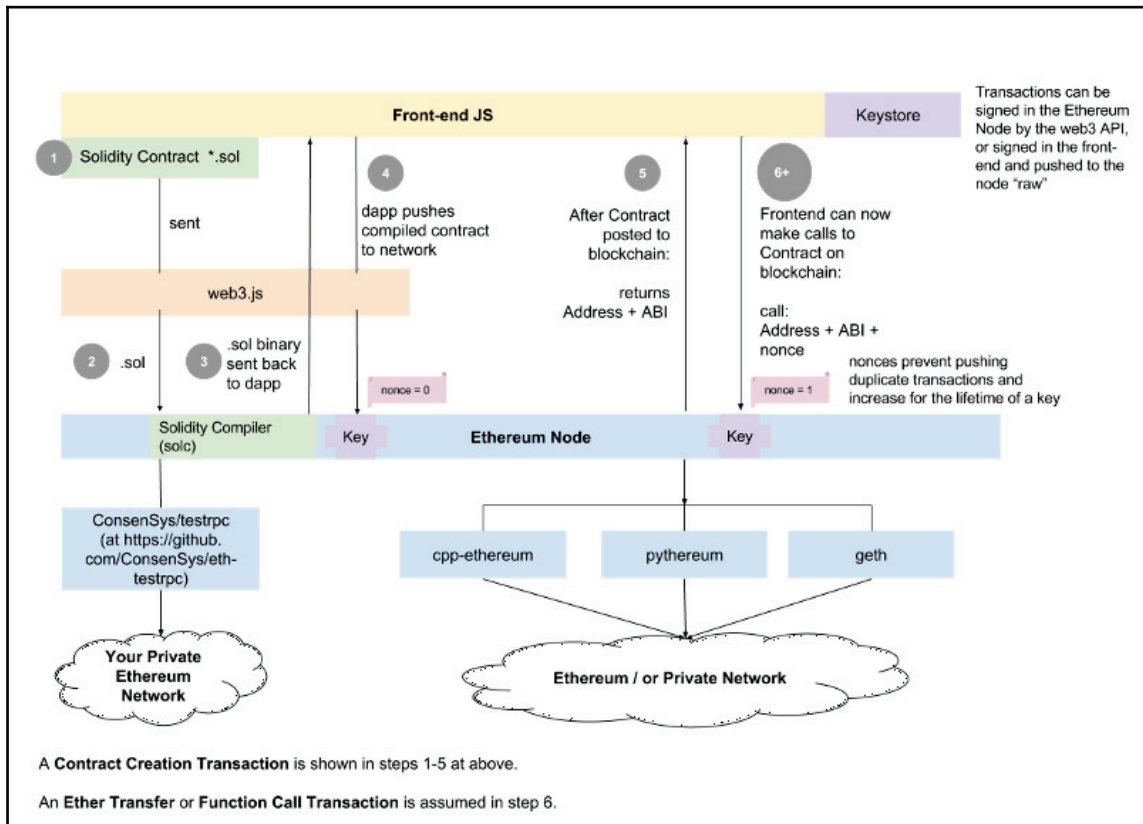 Front-end JS
Keystore
Transactions can be
signed in the Ethereum
Node by the web3 API,
or signed in the front-
end and pushed to the
node “raw”
1
Solidity Contract *.sol
sent
4
dapp pushes
compiled contract
to network
5
After Contract
posted to
blockchain:
returns
Address + ABI
6+
Frontend can now
make calls to
Contract on
blockchain:
call:
Address + ABI +
nonce
web3.js
2
.sol
3
.sol binary
sent back
to dapp
nonce = 0
nonce = 1
nonces prevent pushing
duplicate transactions and
increase for the lifetime of a key
Solidity Compiler
(solc)
Key
Ethereum Node
Key
ConsenSys/testrpc
(at https://github.
com/ConsenSys/eth-
testrpc)
cpp-ethereum
pythereum
geth
Your Private
Ethereum
Network
Ethereum / or Private Network
A Contract Creation Transaction is shown in steps 1-5 at above.
An Ether Transfer or Function Call Transaction is assumed in step 6.